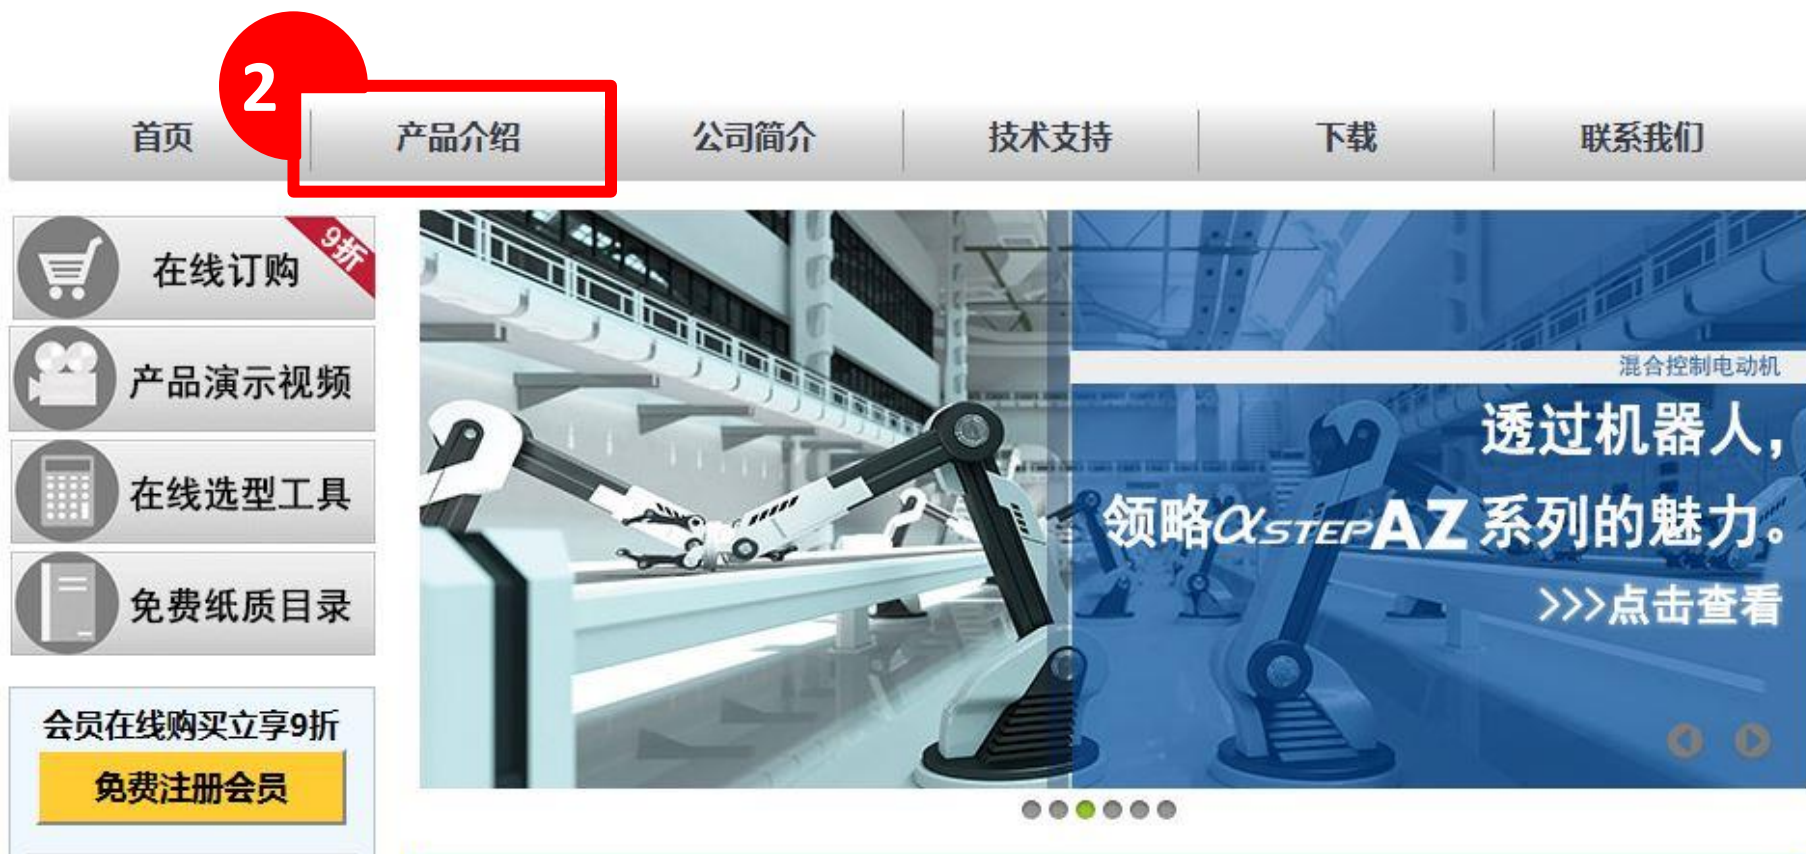 2
首页 产品介绍 公司简介 技术支持 下载 联系我们
在线订购 9折
产品演示视频
在线选型工具
免费纸质目录
会员在线购买立享9折
免费注册会员
混合控制电动机
透过机器人，
领略αSTEP AZ系列的魅力。
>>>点击查看